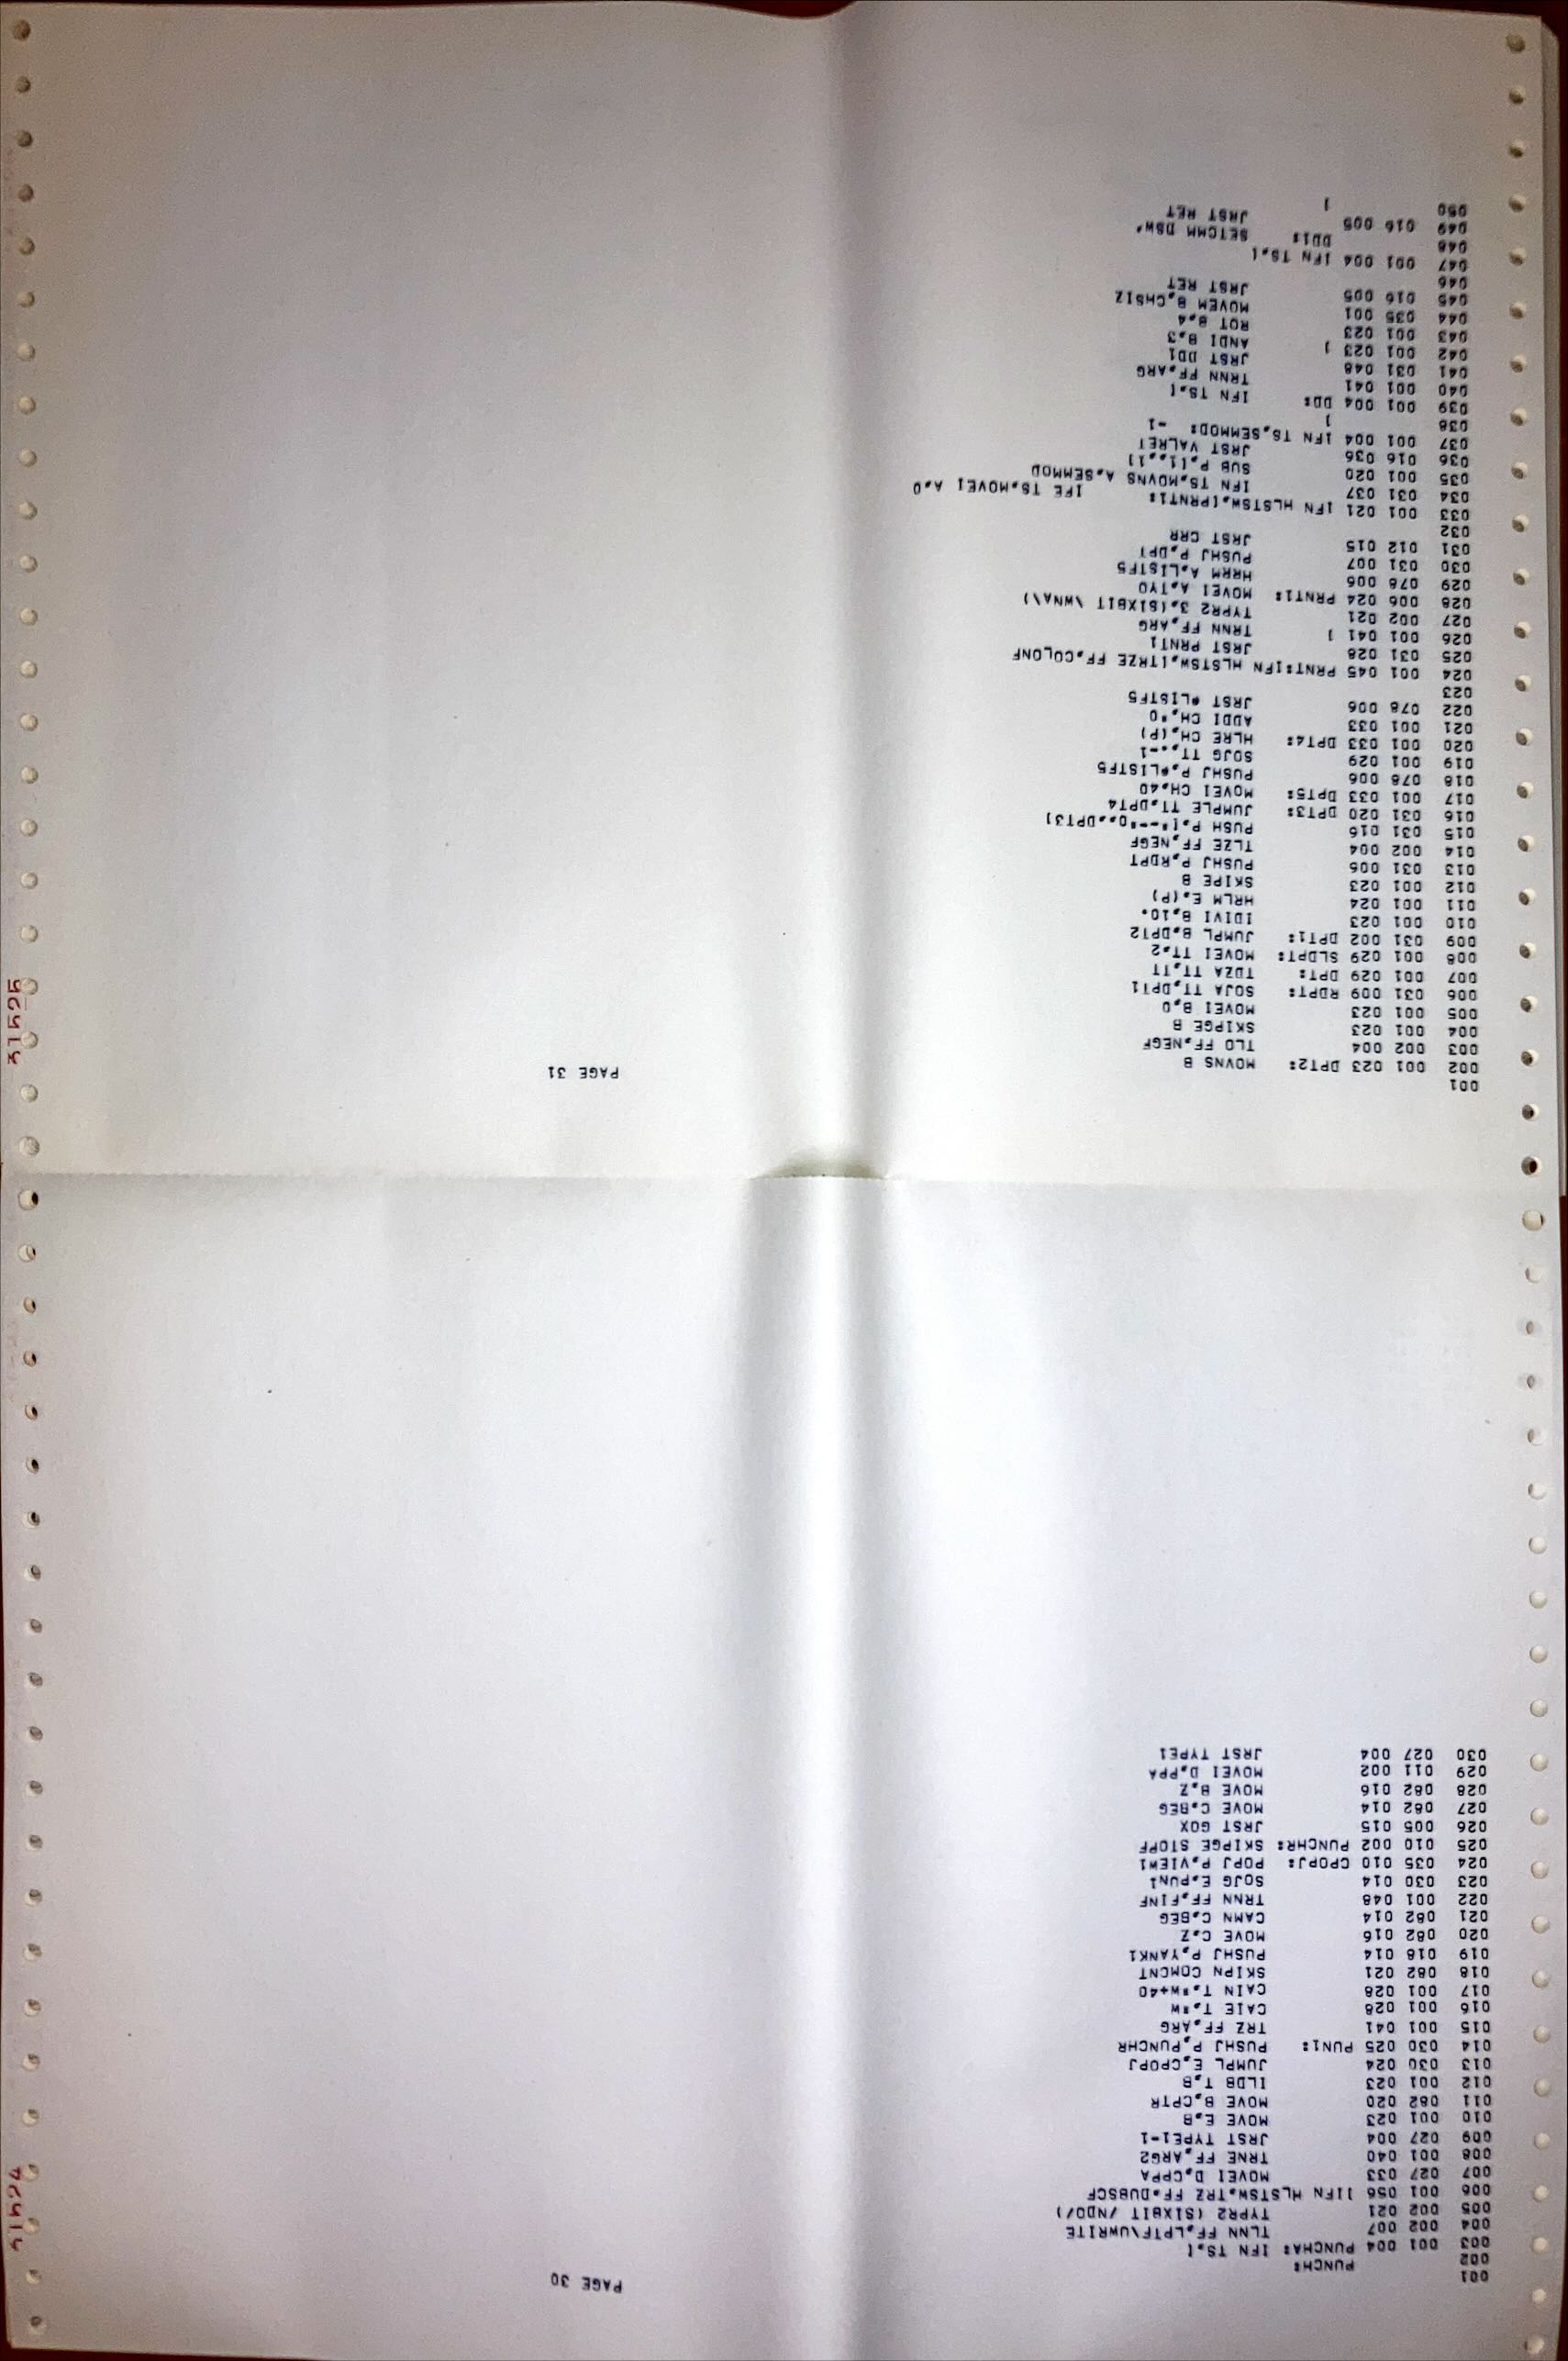 PAGE 30
001
002 PUNCH:
003 001 004 PUNCHA: IFN TS,[
004 002 007 TLNN FF,LPTF\UWRITE
005 002 021 TYPR2 (SIXBIT /NDO/)
006 001 056 ]IFN HLSTSW,TRZ FF,DUBSCF
007 027 033 MOVEI D,CPPA
008 001 040 TRNE FF,ARG2
009 027 004 JRST TYPE1-1
010 001 023 MOVE E,B
011 082 020 MOVE B,CPTR
012 001 023 ILDB T,B
013 030 024 JUMPL E,CPOPJ
014 030 025 PUN1: PUSHJ P,PUNCHR
015 001 041 TRZ FF,ARG
016 001 028 CAIE T,"W
017 001 028 CAIN T,"W+40
018 082 021 SKIPN COMCNT
019 018 014 PUSHJ P,YANK1
020 082 016 MOVE C,Z
021 082 014 CAMN C,BEG
022 001 048 TRNN FF,FINF
023 030 014 SOJG E,PUN1
024 035 010 CPOPJ: POPJ P,VIEW1
025 010 002 PUNCHR: SKIPGE STOPF
026 005 015 JRST GOX
027 082 014 MOVE C,BEG
028 082 016 MOVE B,Z
029 011 002 MOVEI D,PPA
030 027 004 JRST TYPE1
PAGE 31
001
002 001 023 DPT2: MOVNS B
003 002 004 TLO FF,NEGF
004 001 023 SKIPGE B
005 001 023 MOVEI B,0
006 031 009 RDPT: SOJA TT,DPT1
007 001 029 DPT: TDZA TT,TT
008 001 029 SLDPT: MOVEI TT,2
009 031 002 DPT1: JUMPL B,DPT2
010 001 023 IDIVI B,10.
011 001 024 HRLM E,(P)
012 001 023 SKIPE B
013 031 006 PUSHJ P,RDPT
014 002 004 TLZE FF,NEGF
015 031 016 PUSH P,["--"0,,DPT3]
016 031 020 DPT3: JUMPLE TT,DPT4
017 001 033 DPT5: MOVEI CH,40
018 078 006 PUSHJ P,@LISTF5
019 001 029 SOJG TT,.-1
020 001 033 DPT4: HLRE CH,(P)
021 001 033 ADDI CH,"0
022 078 006 JRST @LISTF5
023
024 001 045 PRNT:IFN HLSTSW,[TRZE FF,COLONF
025 031 028 JRST PRNT1
026 001 041 ] TRNN FF,ARG
027 002 021 TYPR2 3,(SIXBIT \WNA\)
028 006 024 PRNT1: MOVEI A,TYO
029 078 006 HRRM A,LISTF5
030 031 007 PUSHJ P,DPT
031 012 015 JRST CRR
032
033 001 021 IFN HLSTSW,[PRNT1: IFE TS,MOVEI A,0
034 031 037 IFN TS,MOVNS A,SEMMOD
035 001 020 SUB P,[1,,1]
036 016 036 JRST VALRET
037 001 004 IFN TS,SEMMOD: -1
038 ]
039 001 004 DD: IFN TS,[
040 001 041 TRNN FF,ARG
041 031 048 JRST DD1
042 001 023 ] ANDI B,3
043 001 023 ROT B,4
044 035 001 MOVEM B,CHSIZ
045 016 005 JRST RET
046
047 001 004 IFN TS,[
048 DD1: SETCMM DSW'
049 016 005 JRST RET
050 ]